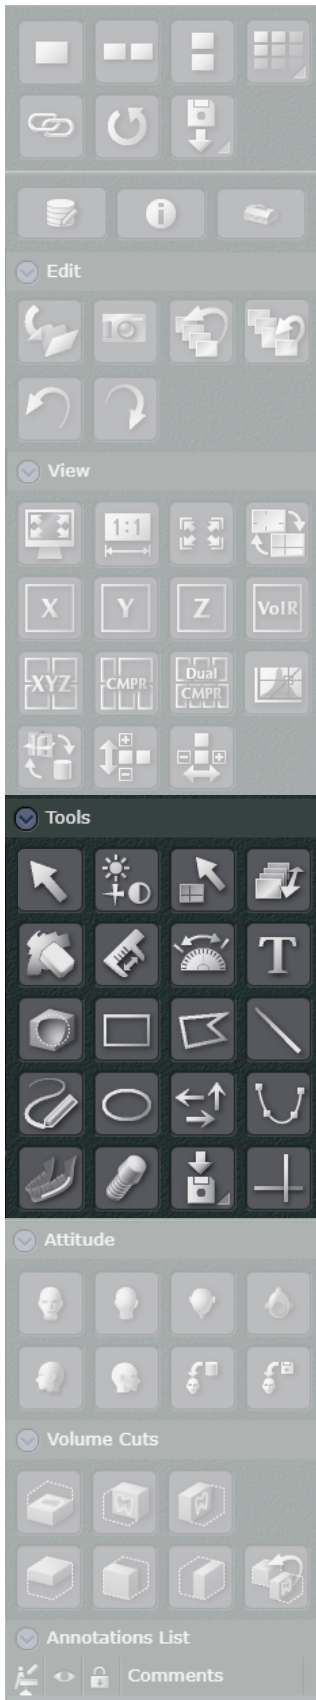 Edit
View
1:1
X Y Z VolR
XYZ CMPR Dual CMPR
Tools
T
Attitude
Volume Cuts
Annotations List
Comments